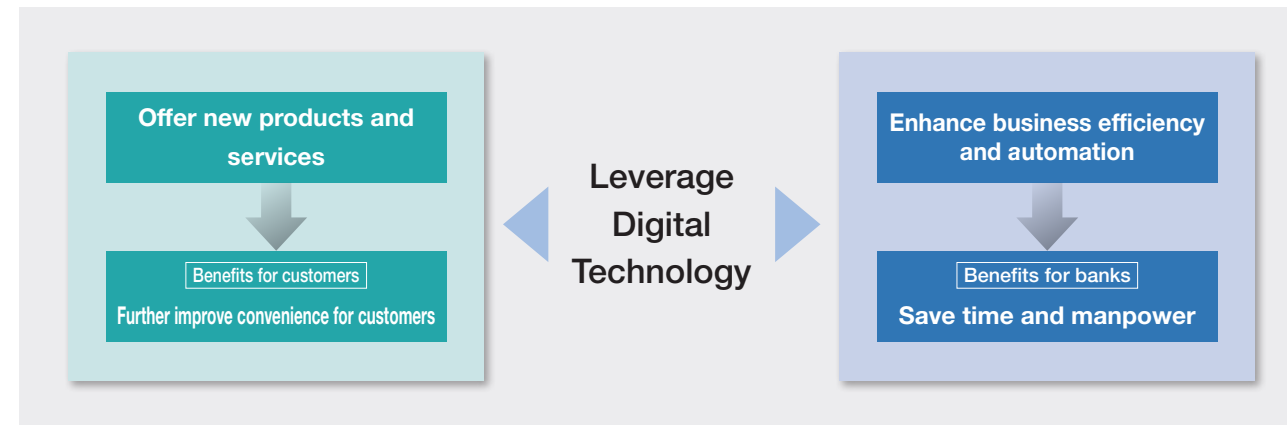 Offer new products and
services
Benefits for customers
Further improve convenience for customers
Leverage
Digital
Technology
Enhance business efficiency
and automation
Benefits for banks
Save time and manpower